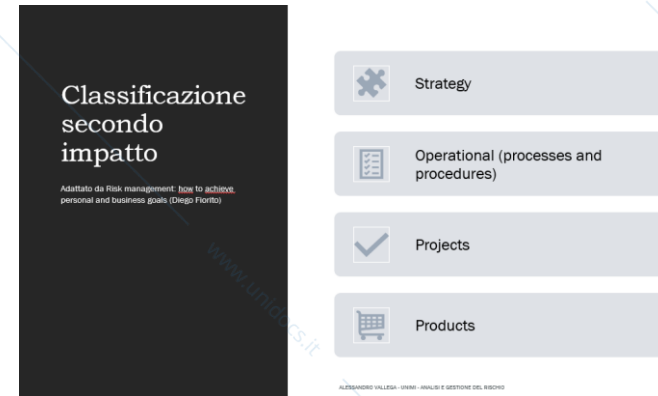 Classificazione
secondo
impatto
Adattato da Risk management: how to achieve
personal and business goals (Diego Fiorito)
Strategy
Operational (processes and
procedures)
Projects
Products
www.unidocs.it
ALESSANDRO VALLEGA - UNIMI - ANALISI E GESTIONE DEL RISCHIO